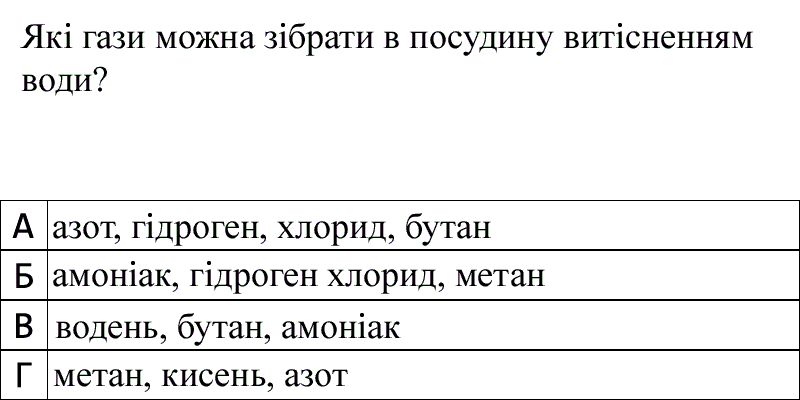 Які гази можна зібрати в посудину витісненням
води?
А азот, гідроген, хлорид, бутан
Б амоніак, гідроген хлорид, метан
В водень, бутан, амоніак
Г метан, кисень, азот